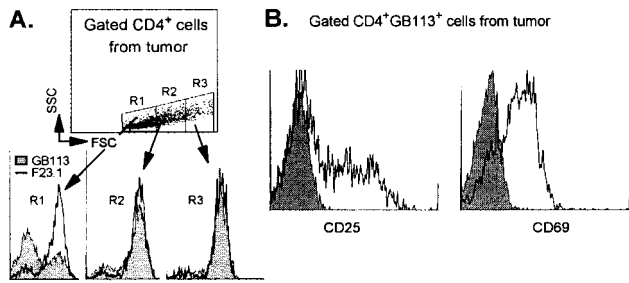 A.
Gated CD4+ cells
from tumor
R1
R2
R3
SSC
FSC
GB113
F23.1
R1
R2
R3
B.
Gated CD4+GB113+ cells from tumor
CD25
CD69